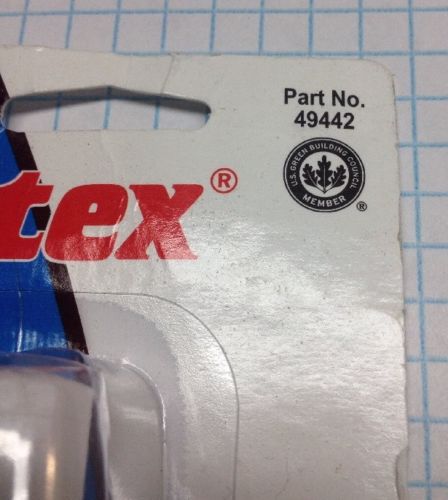 Part No.
49442
tex®
U.S. GREEN BUILDING COUNCIL
MEMBER
®